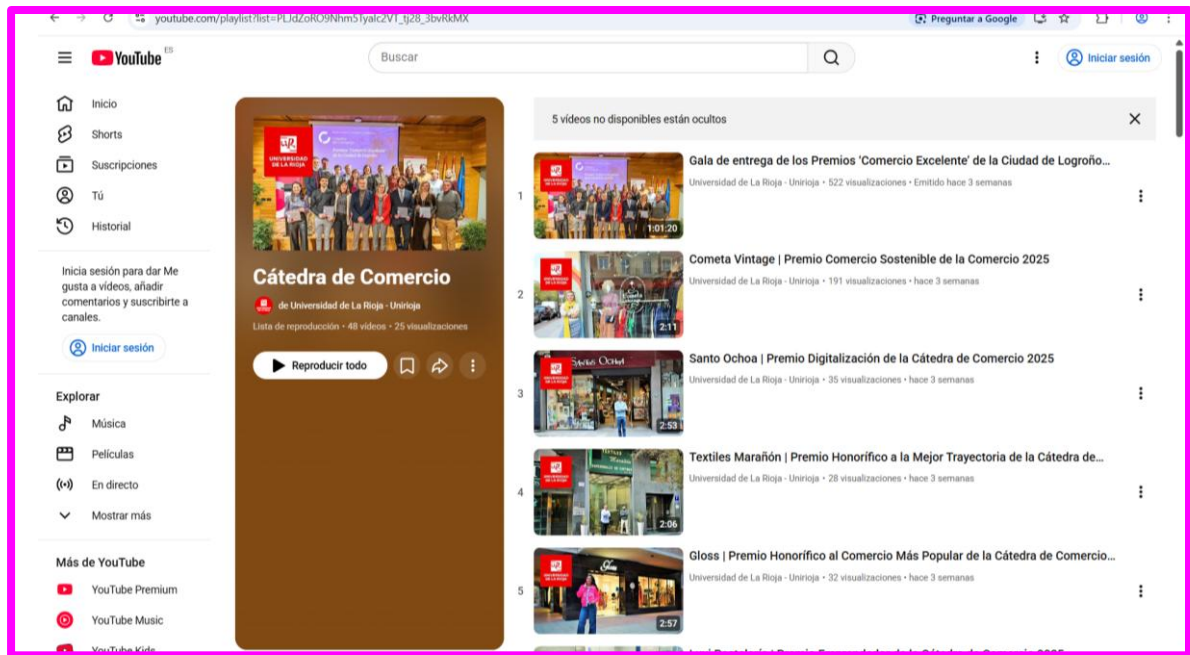 youtube.com/playlist?list=PLJdZoRO9Nhm5Tyalc2VT_tj28_3bvRkMX
Preguntar a Google
YouTube ES
Buscar
Iniciar sesión
Inicio
Shorts
Suscripciones
Tú
Historial
Inicia sesión para dar Me
gusta a vídeos, añadir
comentarios y suscribirte a
canales.
Iniciar sesión
Explorar
Música
Películas
En directo
Mostrar más
Más de YouTube
YouTube Premium
YouTube Music
YouTube Kids
UNIVERSIDAD
DE LA RIOJA
Cátedra de Comercio
de Universidad de La Rioja - Unirioja
Lista de reproducción • 48 vídeos • 25 visualizaciones
Reproducir todo
5 vídeos no disponibles están ocultos
1
1:01:20
Gala de entrega de los Premios 'Comercio Excelente' de la Ciudad de Logroño...
Universidad de La Rioja - Unirioja • 522 visualizaciones • Emitido hace 3 semanas
2
2:11
Cometa Vintage | Premio Comercio Sostenible de la Comercio 2025
Universidad de La Rioja - Unirioja • 191 visualizaciones • hace 3 semanas
3
2:53
Santo Ochoa | Premio Digitalización de la Cátedra de Comercio 2025
Universidad de La Rioja - Unirioja • 35 visualizaciones • hace 3 semanas
4
2:06
Textiles Marañón | Premio Honorífico a la Mejor Trayectoria de la Cátedra de...
Universidad de La Rioja - Unirioja • 28 visualizaciones • hace 3 semanas
5
Gloss
2:57
Gloss | Premio Honorífico al Comercio Más Popular de la Cátedra de Comercio...
Universidad de La Rioja - Unirioja • 32 visualizaciones • hace 3 semanas